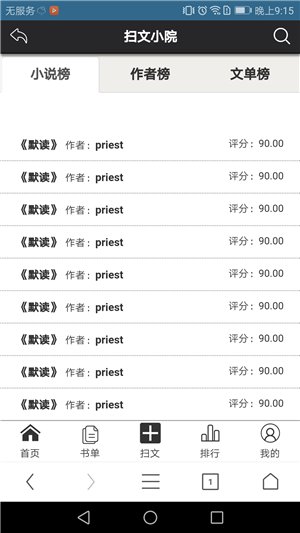 无服务 晚上9:15
扫文小院
小说榜 作者榜 文单榜
《默读》 作者：priest 评分：90.00
《默读》 作者：priest 评分：90.00
《默读》 作者：priest 评分：90.00
《默读》 作者：priest 评分：90.00
《默读》 作者：priest 评分：90.00
《默读》 作者：priest 评分：90.00
《默读》 作者：priest 评分：90.00
《默读》 作者：priest 评分：90.00
《默读》 作者：priest 评分：90.00
首页 书单 扫文 排行 我的
1